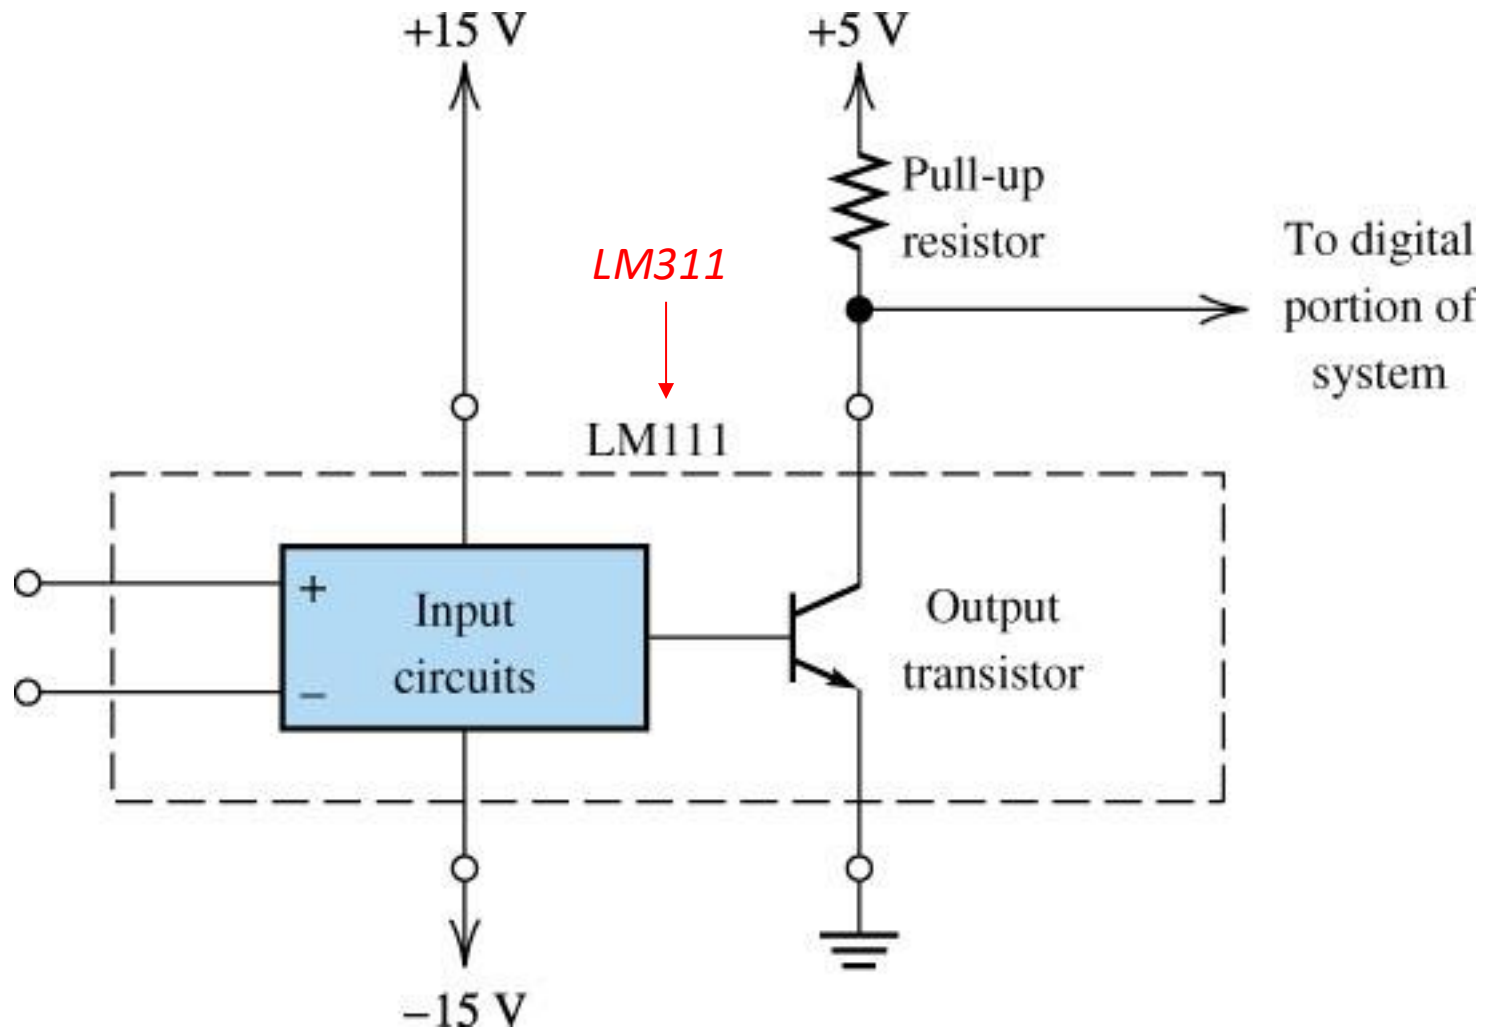 +15 V
+5 V
Pull-up
resistor
To digital
portion of
system
LM311
LM111
+
Input
circuits
−
Output
transistor
−15 V